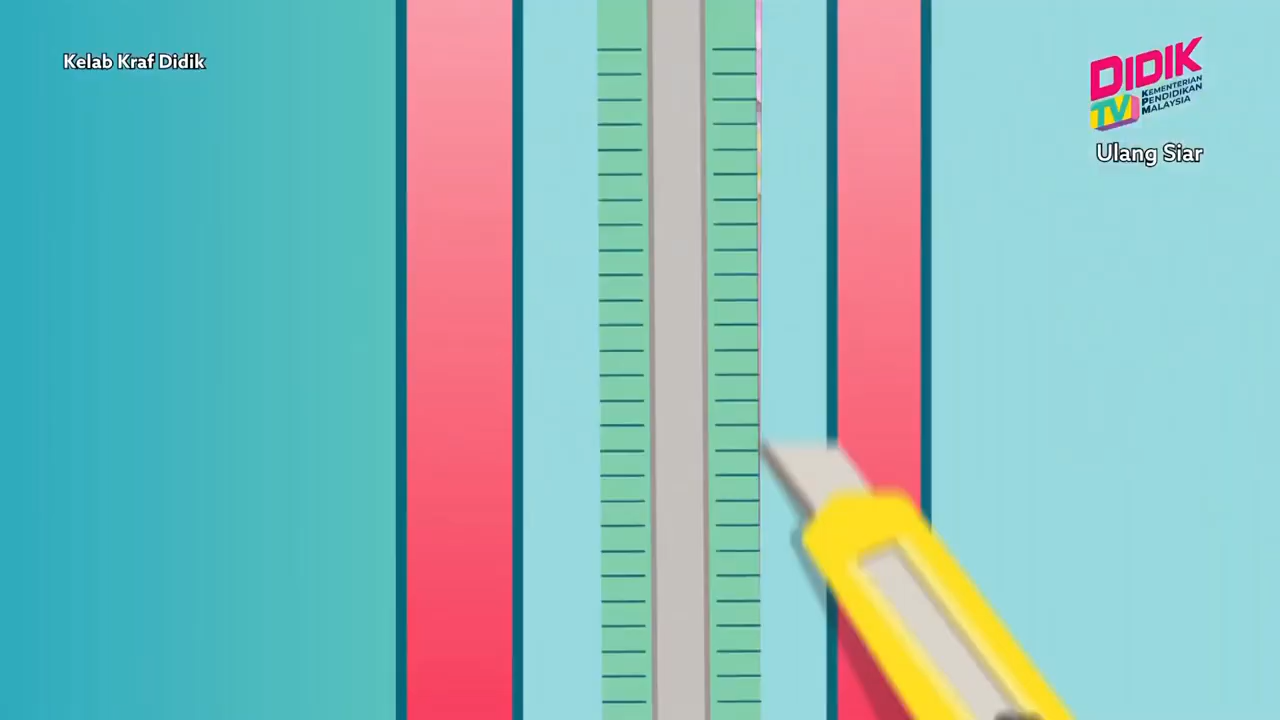 Kelab Kraf Didik
DIDIK
TV
KEMENTERIAN
PENDIDIKAN
MALAYSIA
Ulang Siar